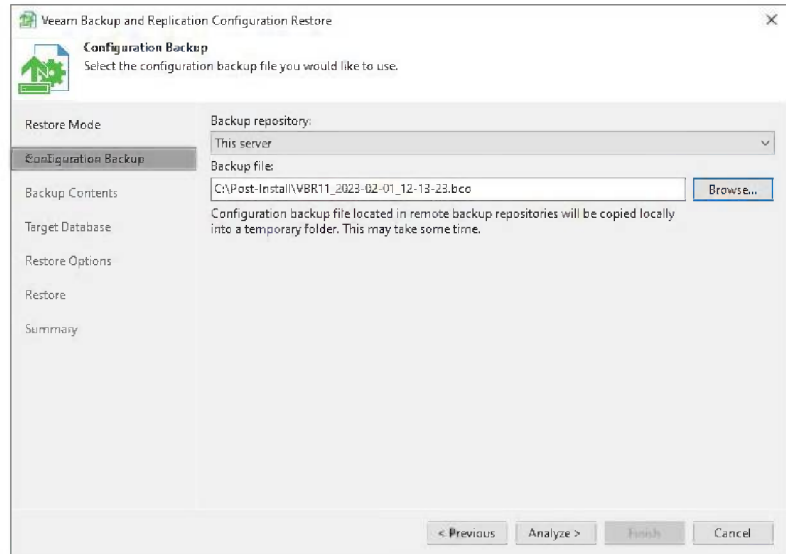 Veeam Backup and Replication Configuration Restore
Configuration Backup
Select the configuration backup file you would like to use.
Restore Mode
Configuration Backup
Backup Contents
Target Database
Restore Options
Restore
Summary
Backup repository:
This server
Backup file:
C:\Post-Install\VBR11_2023-02-01_12-13-23.bco
Browse...
Configuration backup file located in remote backup repositories will be copied locally
into a temporary folder. This may take some time.
< Previous
Analyze >
Finish
Cancel